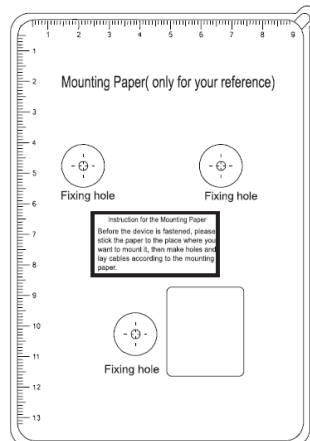 1 2 3 4 5 6 7 8 9
1
2
Mounting Paper( only for your reference)
3
4
5
Fixing hole Fixing hole
6
Instruction for the Mounting Paper
7
Before the device is fastened, please
stick the paper to the place where you
want to mount it, then make holes and
8
lay cables according to the mounting
paper.
9
10
11
Fixing hole
12
13